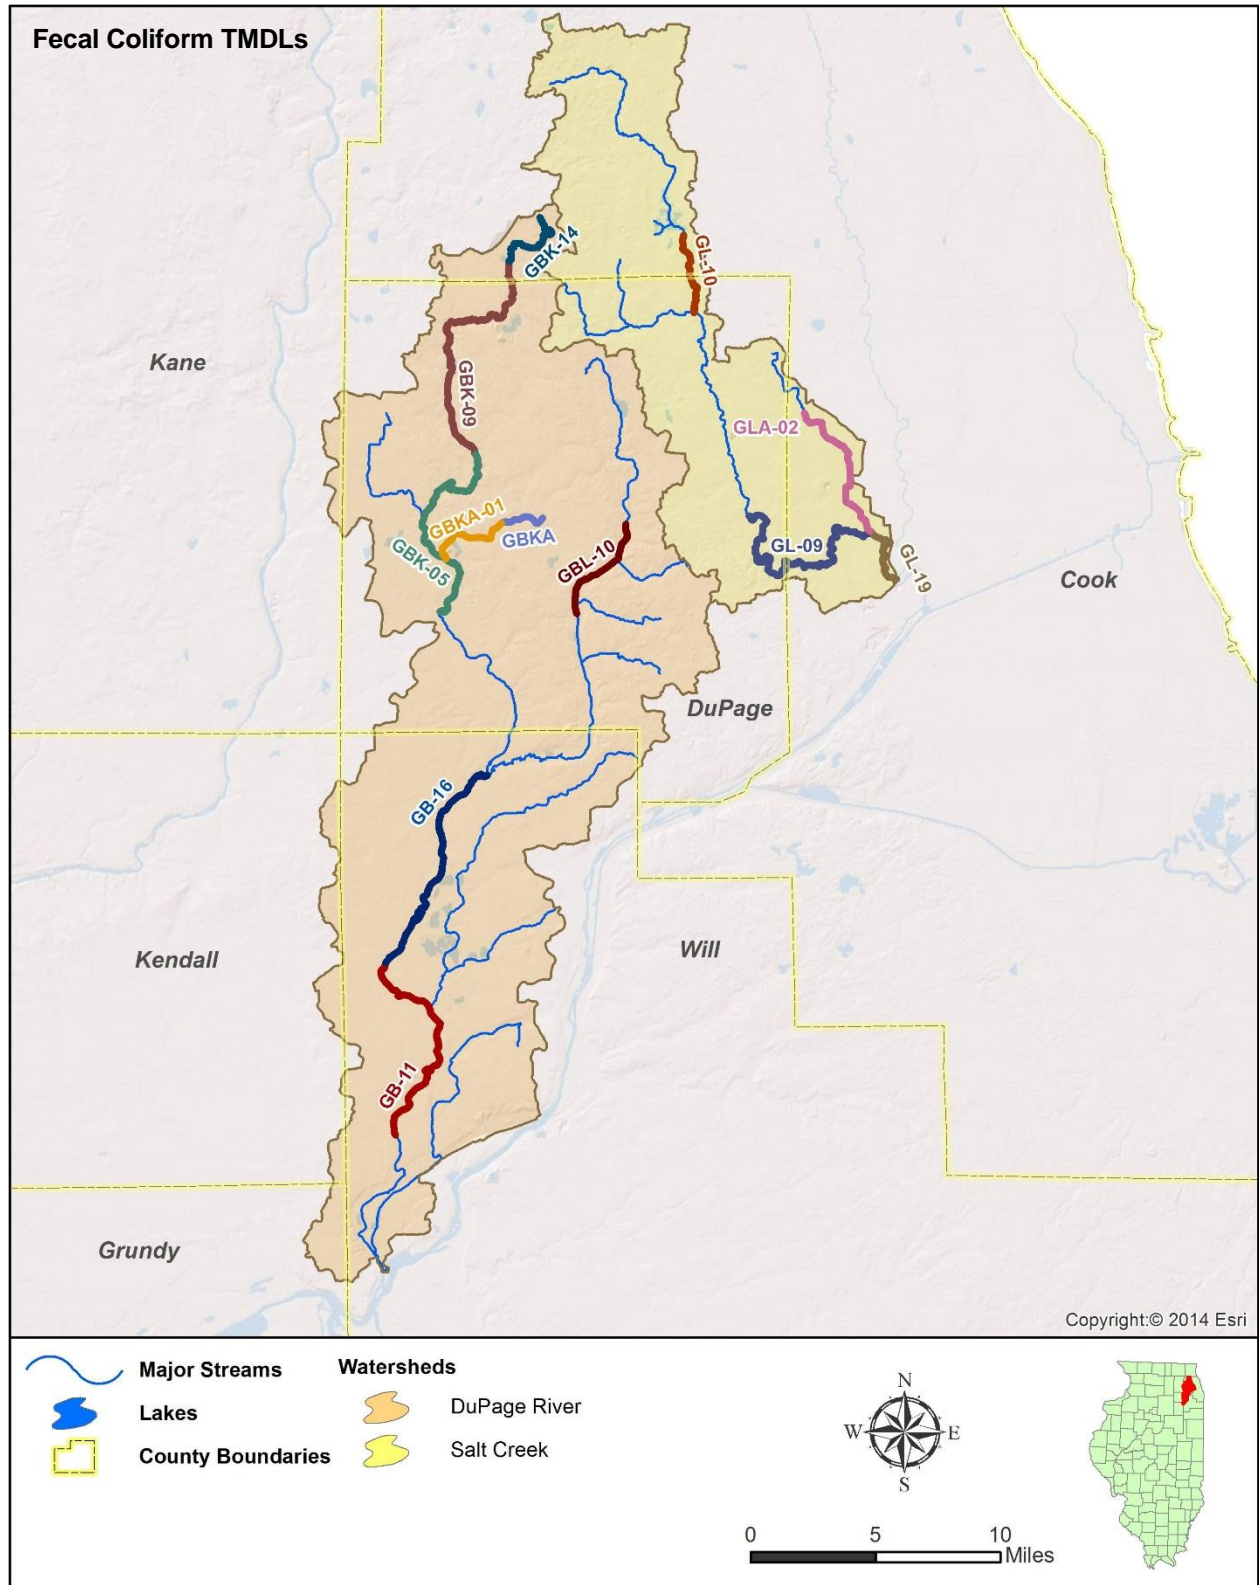 Fecal Coliform TMDLs
GBK-14
GL-10
Kane
GBK-09
GLA-02
GBKA-01
GBKA
GBK-05
GBL-10
GL-09
GL-19
Cook
DuPage
GB-16
Kendall
Will
GB-11
Grundy
Copyright:© 2014 Esri
Major Streams
Lakes
County Boundaries
Watersheds
DuPage River
Salt Creek
N
W E
S
0 5 10
Miles